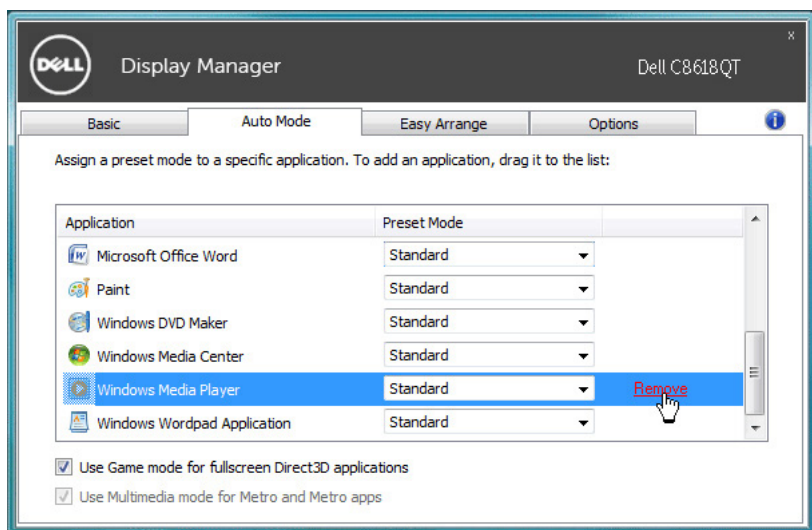 x
DELL
Display Manager
Dell C8618QT
Basic
Auto Mode
Easy Arrange
Options
i
Assign a preset mode to a specific application. To add an application, drag it to the list:
Application
Preset Mode
Microsoft Office Word
Standard
Paint
Standard
Windows DVD Maker
Standard
Windows Media Center
Standard
Windows Media Player
Standard
Remove
Windows Wordpad Application
Standard
Use Game mode for fullscreen Direct3D applications
Use Multimedia mode for Metro and Metro apps